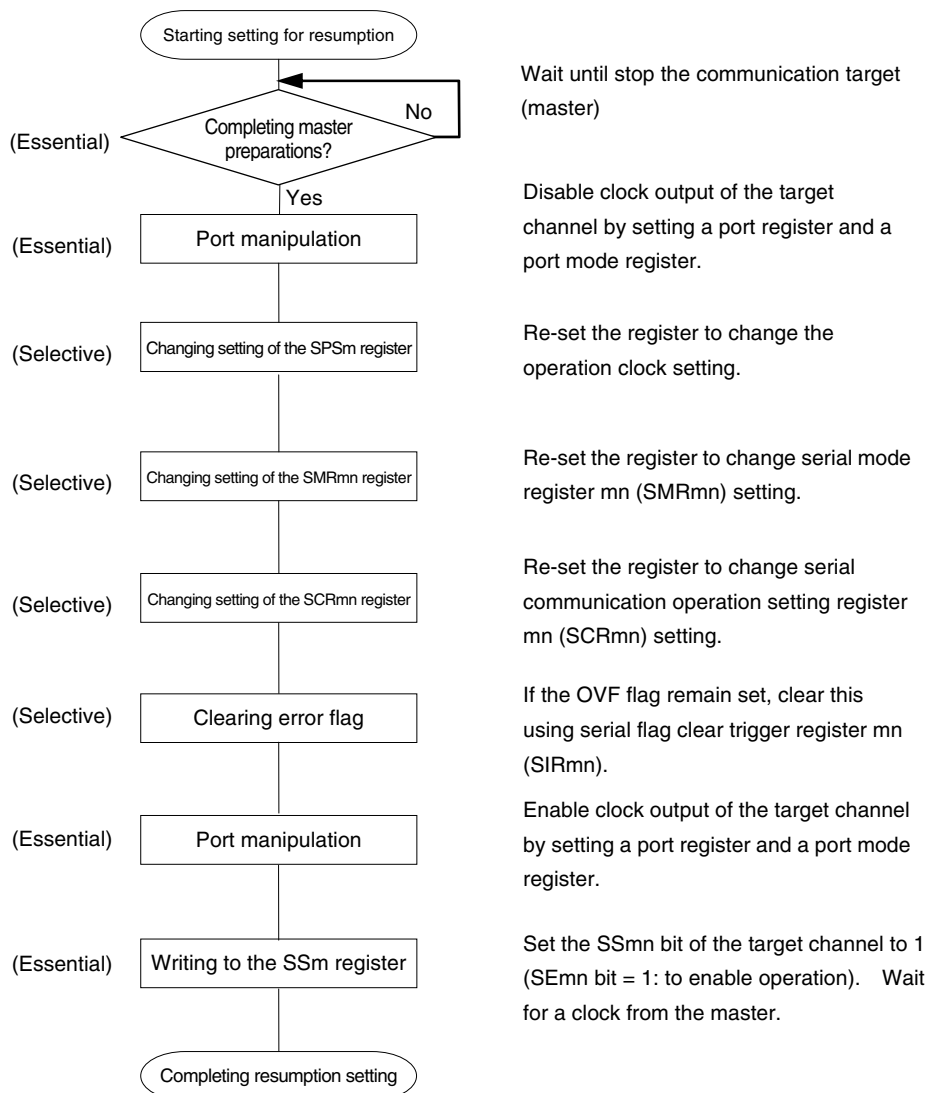 Starting setting for resumption
Wait until stop the communication target
(master)
No
(Essential)
Completing master
preparations?
Yes
Disable clock output of the target
channel by setting a port register and a
port mode register.
(Essential)
Port manipulation
(Selective)
Changing setting of the SPSm register
Re-set the register to change the
operation clock setting.
(Selective)
Changing setting of the SMRmn register
Re-set the register to change serial mode
register mn (SMRmn) setting.
(Selective)
Changing setting of the SCRmn register
Re-set the register to change serial
communication operation setting register
mn (SCRmn) setting.
(Selective)
Clearing error flag
If the OVF flag remain set, clear this
using serial flag clear trigger register mn
(SIRmn).
(Essential)
Port manipulation
Enable clock output of the target channel
by setting a port register and a port mode
register.
(Essential)
Writing to the SSm register
Set the SSmn bit of the target channel to 1
(SEmn bit = 1: to enable operation). Wait
for a clock from the master.
Completing resumption setting